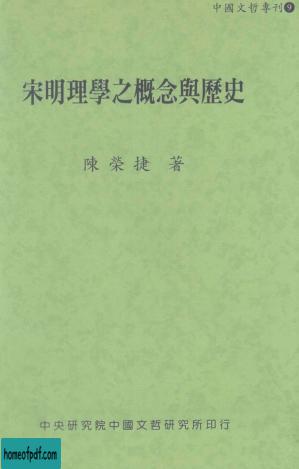 中國文哲專刊❾
宋明理學之概念與歷史
陳榮捷 著
中央研究院中國文哲研究所印行
homeofpdf.com